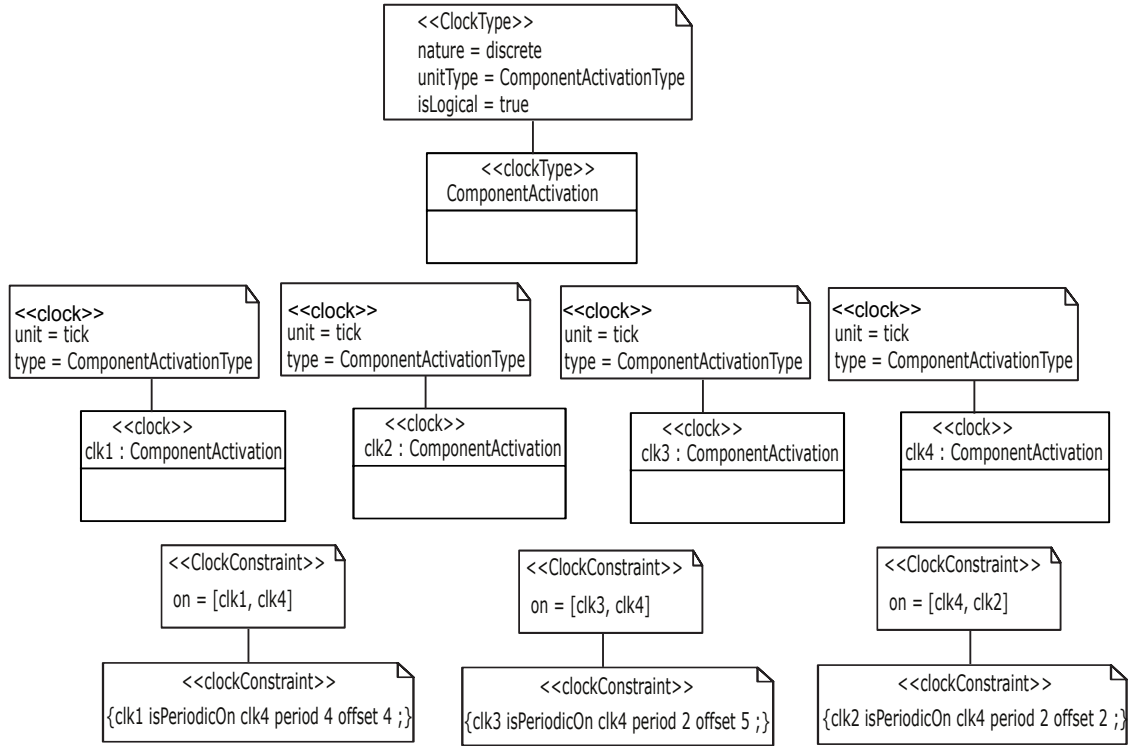 <<ClockType>>
nature = discrete
unitType = ComponentActivationType
isLogical = true
<<clockType>>
ComponentActivation
<<clock>>
unit = tick
type = ComponentActivationType
<<clock>>
unit = tick
type = ComponentActivationType
<<clock>>
unit = tick
type = ComponentActivationType
<<clock>>
unit = tick
type = ComponentActivationType
<<clock>>
clk1 : ComponentActivation
<<clock>>
clk2 : ComponentActivation
<<clock>>
clk3 : ComponentActivation
<<clock>>
clk4 : ComponentActivation
<<ClockConstraint>>
on = [clk1, clk4]
<<ClockConstraint>>
on = [clk3, clk4]
<<ClockConstraint>>
on = [clk4, clk2]
<<clockConstraint>>
{clk1 isPeriodicOn clk4 period 4 offset 4 ;}
<<clockConstraint>>
{clk3 isPeriodicOn clk4 period 2 offset 5 ;}
<<clockConstraint>>
{clk2 isPeriodicOn clk4 period 2 offset 2 ;}